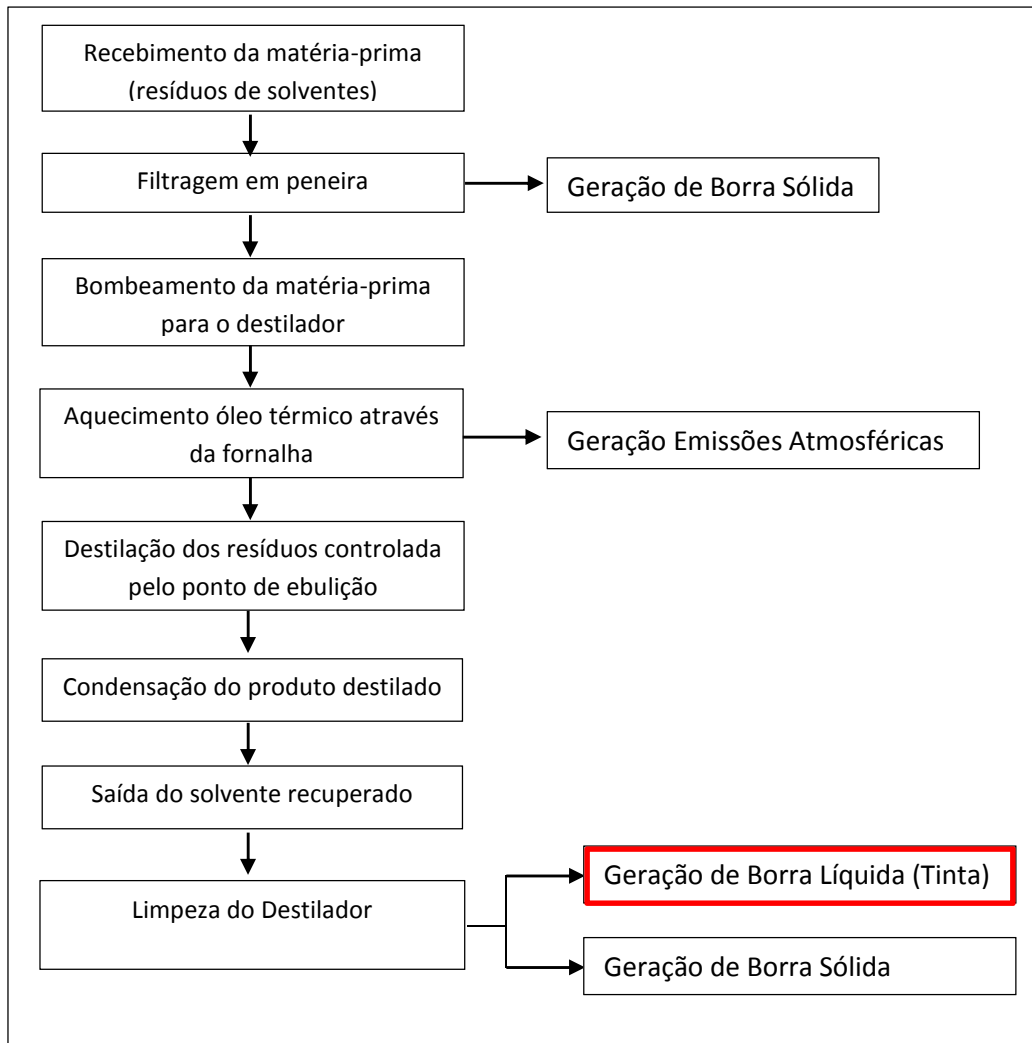 Recebimento da matéria-prima
(resíduos de solventes)
Filtragem em peneira
Geração de Borra Sólida
Bombeamento da matéria-prima
para o destilador
Aquecimento óleo térmico através
da fornalha
Geração Emissões Atmosféricas
Destilação dos resíduos controlada
pelo ponto de ebulição
Condensação do produto destilado
Saída do solvente recuperado
Limpeza do Destilador
Geração de Borra Líquida (Tinta)
Geração de Borra Sólida